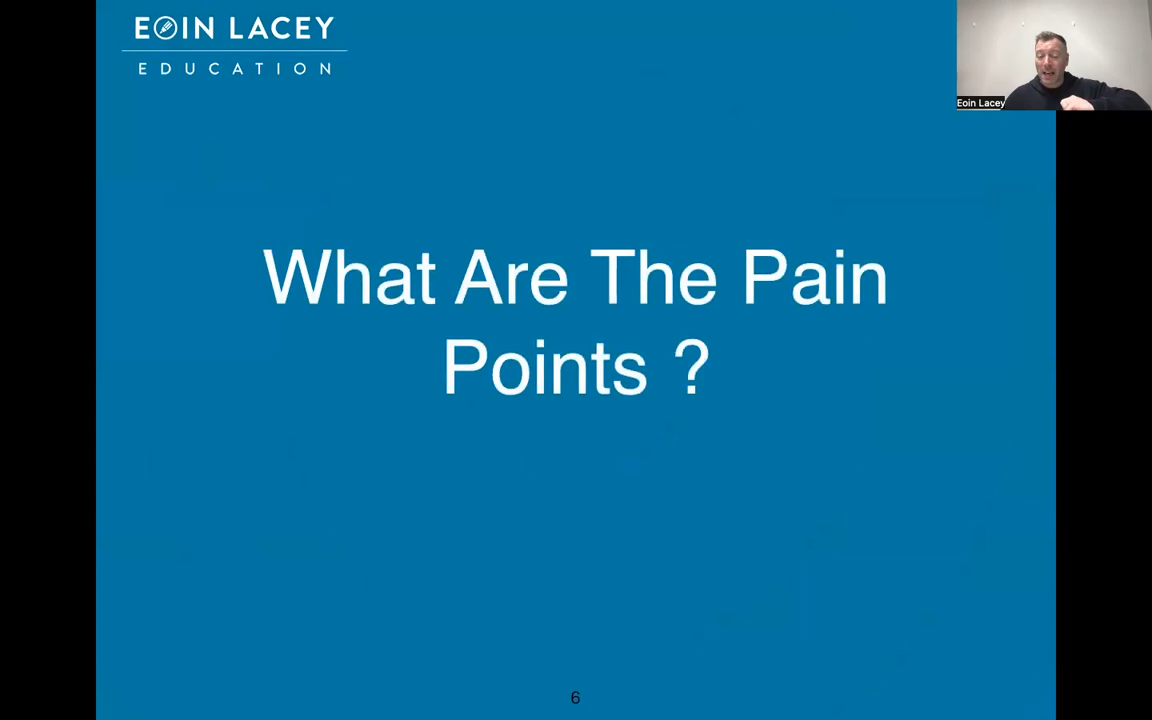 EOIN LACEY
EDUCATION
Eoin Lacey
What Are The Pain
Points ?
6